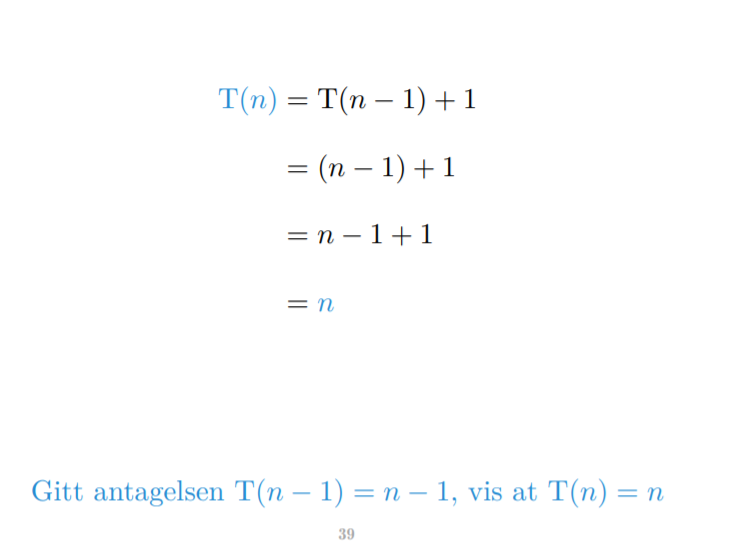 T(n) = T(n − 1) + 1
= (n − 1) + 1
= n − 1 + 1
= n
Gitt antagelsen T(n − 1) = n − 1, vis at T(n) = n
39